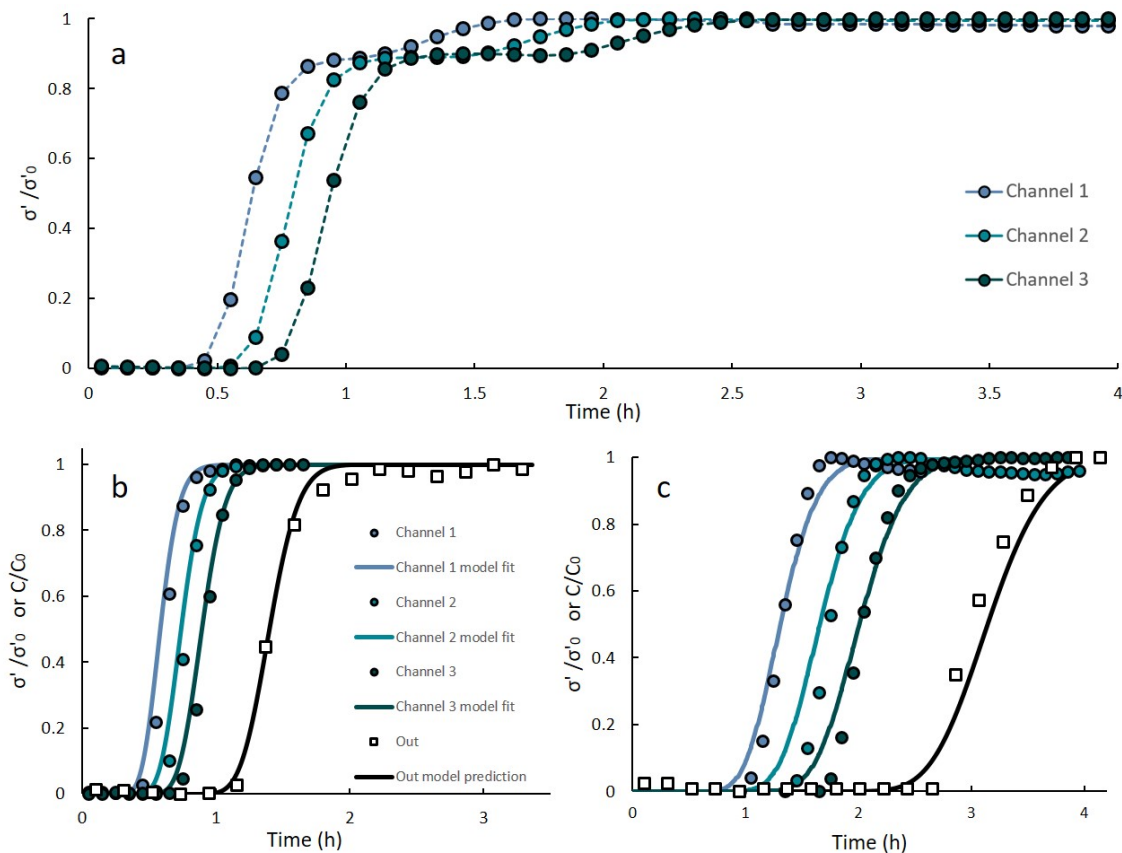 a
1
0.8
0.6
0.4
0.2
0
σ' /σ'0
0 0.5 1 1.5 2 2.5 3 3.5 4
Time (h)
Channel 1
Channel 2
Channel 3
b
1
0.8
0.6
0.4
0.2
0
σ' /σ'0 or C/C0
0 1 2 3
Time (h)
Channel 1
Channel 1 model fit
Channel 2
Channel 2 model fit
Channel 3
Channel 3 model fit
Out
Out model prediction
c
1
0.8
0.6
0.4
0.2
0
σ' /σ'0 or C/C0
0 1 2 3 4
Time (h)